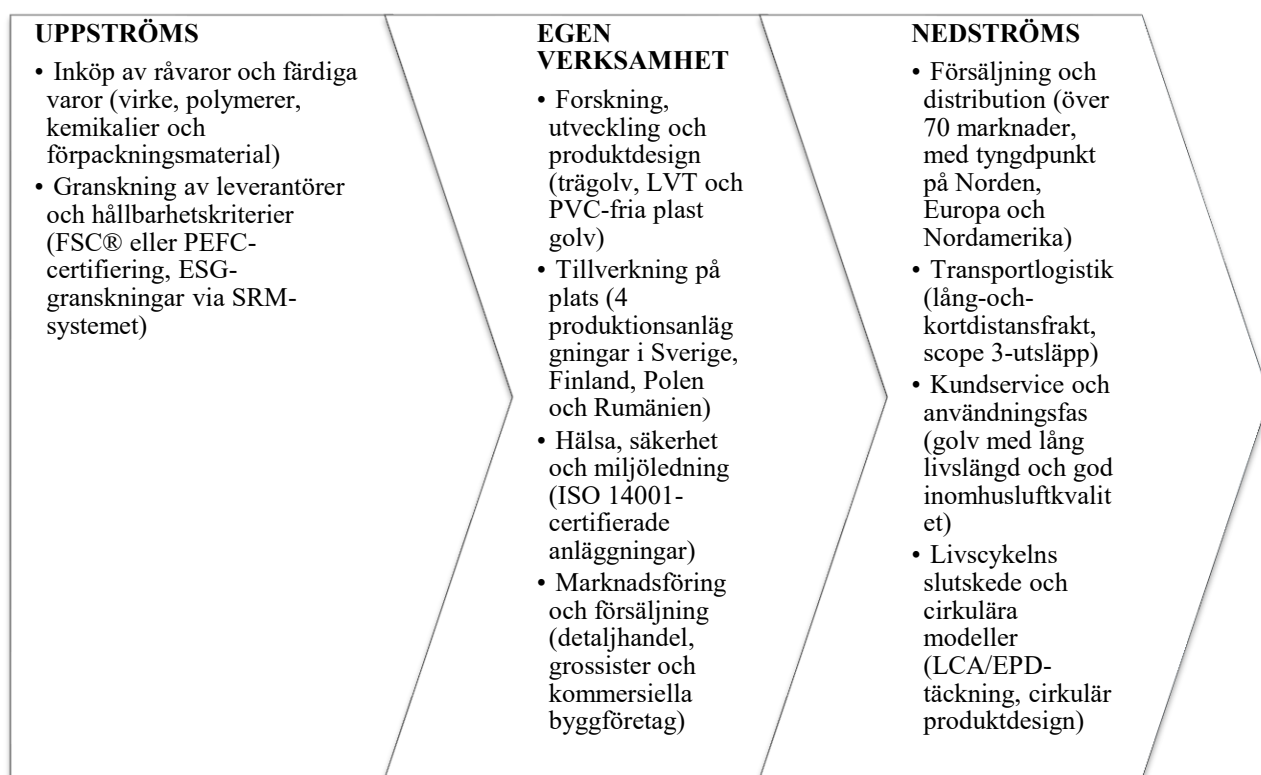 UPPSTRÖMS
• Inköp av råvaror och färdiga
varor (virke, polymerer,
kemikalier och
förpackningsmaterial)
• Granskning av leverantörer
och hållbarhetskriterier
(FSC® eller PEFC-
certifiering, ESG-
granskningar via SRM-
systemet)
EGEN
VERKSAMHET
• Forskning,
utveckling och
produktdesign
(trägolv, LVT och
PVC-fria plast
golv)
• Tillverkning på
plats (4
produktionsanläg
gningar i Sverige,
Finland, Polen
och Rumänien)
• Hälsa, säkerhet
och miljöledning
(ISO 14001-
certifierade
anläggningar)
• Marknadsföring
och försäljning
(detaljhandel,
grossister och
kommersiella
byggföretag)
NEDSTRÖMS
• Försäljning och
distribution (över
70 marknader,
med tyngdpunkt
på Norden,
Europa och
Nordamerika)
• Transportlogistik
(lång-och-
kortdistansfrakt,
scope 3-utsläpp)
• Kundservice och
användningsfas
(golv med lång
livslängd och god
inomhusluftkvalit
et)
• Livscykelns
slutskede och
cirkulära
modeller
(LCA/EPD-
täckning, cirkulär
produktdesign)